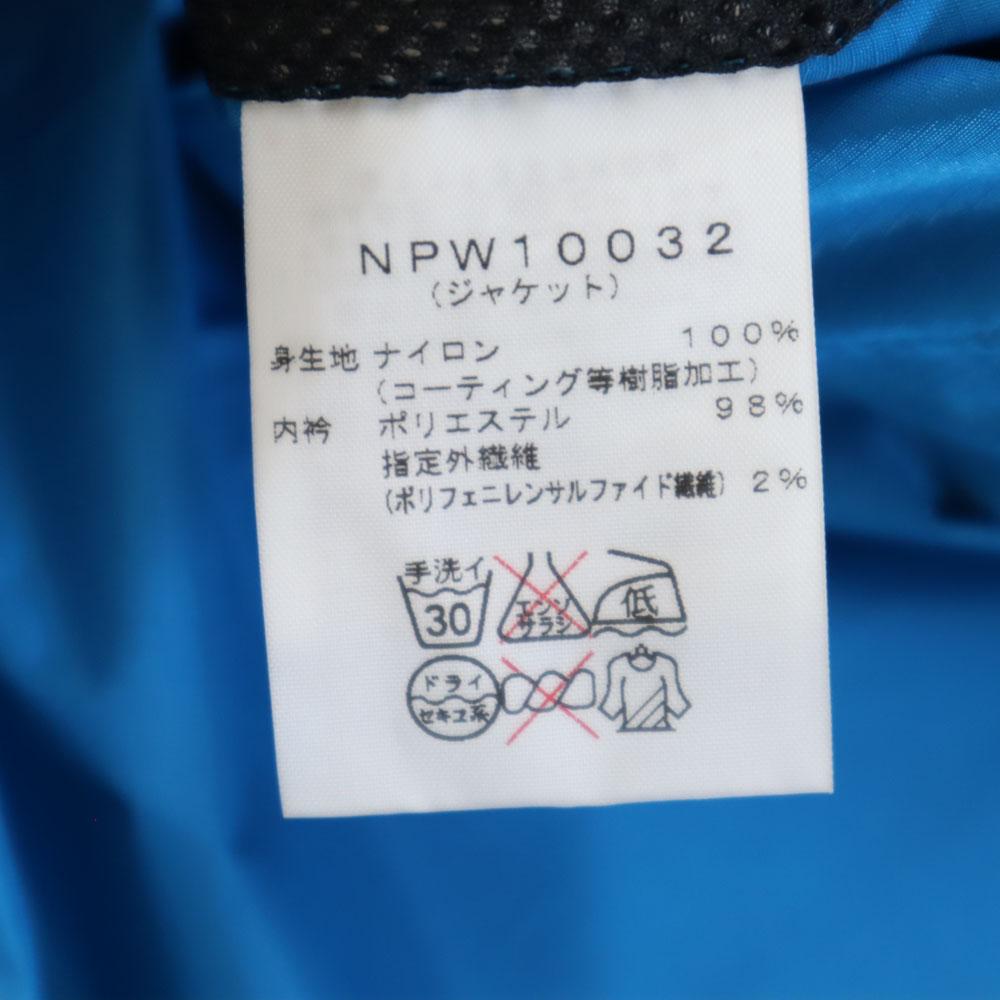 NPW10032
(ジャケット)
身生地 ナイロン 100%
(コーティング等樹脂加工)
内衿 ポリエステル 98%
指定外繊維
(ポリフェニレンサルファイド繊維) 2%
手洗イ
30
エンソ
サラシ
低
ドライ
セキユ系